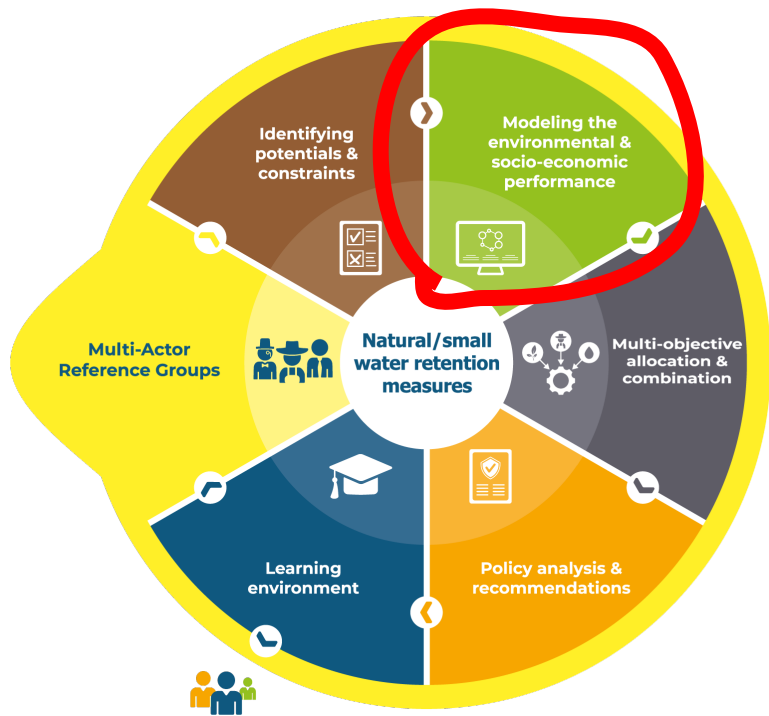 Identifying
potentials &
constraints
Modeling the
environmental &
socio-economic
performance
Multi-Actor
Reference Groups
Natural/small
water retention
measures
Multi-objective
allocation &
combination
Learning
environment
Policy analysis &
recommendations